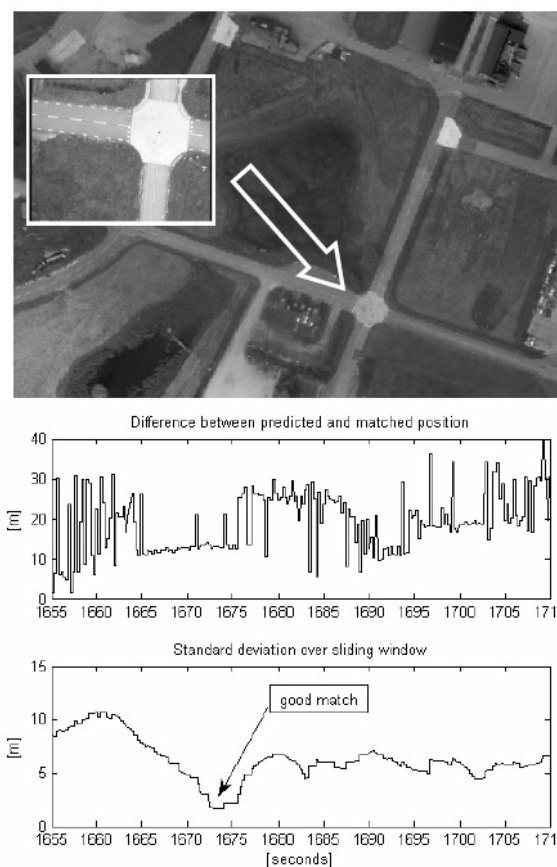 Difference between predicted and matched position
40
30
20
10
0
[m]
1655 1660 1665 1670 1675 1680 1685 1690 1695 1700 1705 171
Standard deviation over sliding window
15
10
5
0
[m]
good match
1655 1660 1665 1670 1675 1680 1685 1690 1695 1700 1705 171
[seconds]